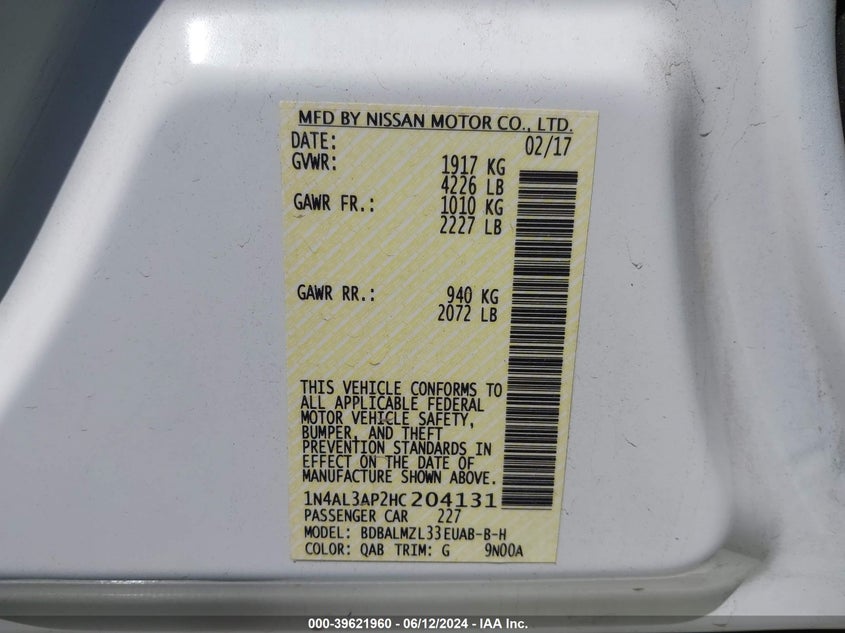 MFD BY NISSAN MOTOR CO., LTD.
DATE: 02/17
GVWR: 1917 KG
4226 LB
GAWR FR.: 1010 KG
2227 LB
GAWR RR.: 940 KG
2072 LB
THIS VEHICLE CONFORMS TO
ALL APPLICABLE FEDERAL
MOTOR VEHICLE SAFETY,
BUMPER, AND THEFT
PREVENTION STANDARDS IN
EFFECT ON THE DATE OF
MANUFACTURE SHOWN ABOVE.
1N4AL3AP2HC204131
PASSENGER CAR 227
MODEL: BDBALMZL33EUAB-B-H
COLOR: QAB TRIM: G 9N00A
000-39621960 - 06/12/2024 - IAA Inc.